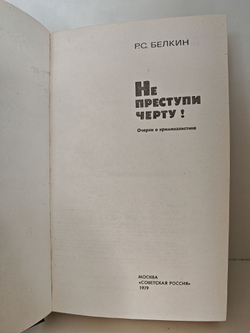 Р.С. БЕЛКИН
НЕ
ПРЕСТУПИ
ЧЕРТУ!
Очерки о криминалистике
МОСКВА
«СОВЕТСКАЯ РОССИЯ»
1979